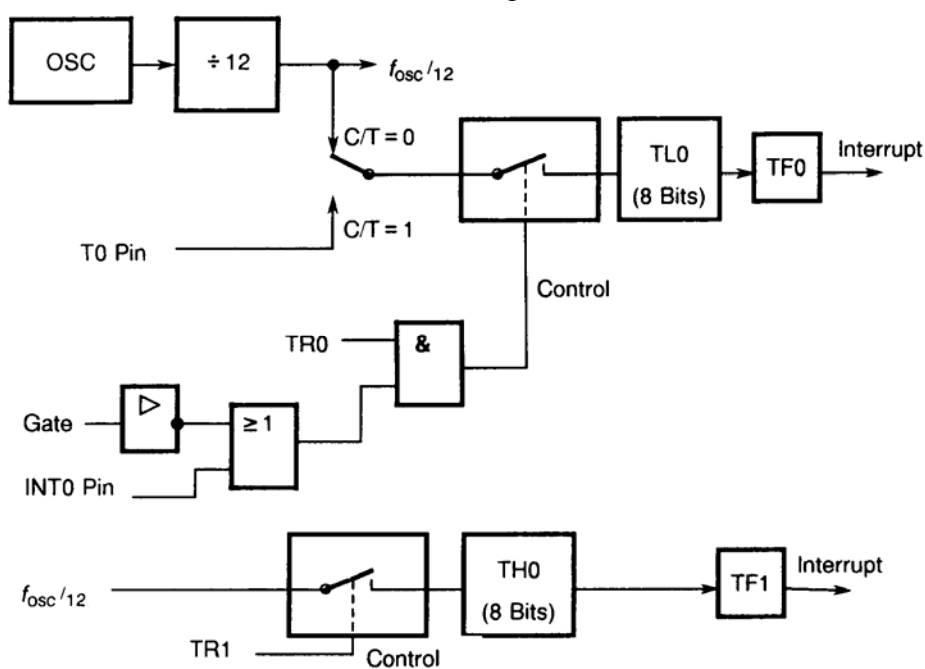 OSC
÷ 12
fosc/12
C/T = 0
C/T = 1
T0 Pin
TL0
(8 Bits)
TF0
Interrupt
Control
TR0
&
Gate
≥ 1
INT0 Pin
fosc/12
TR1
Control
TH0
(8 Bits)
TF1
Interrupt